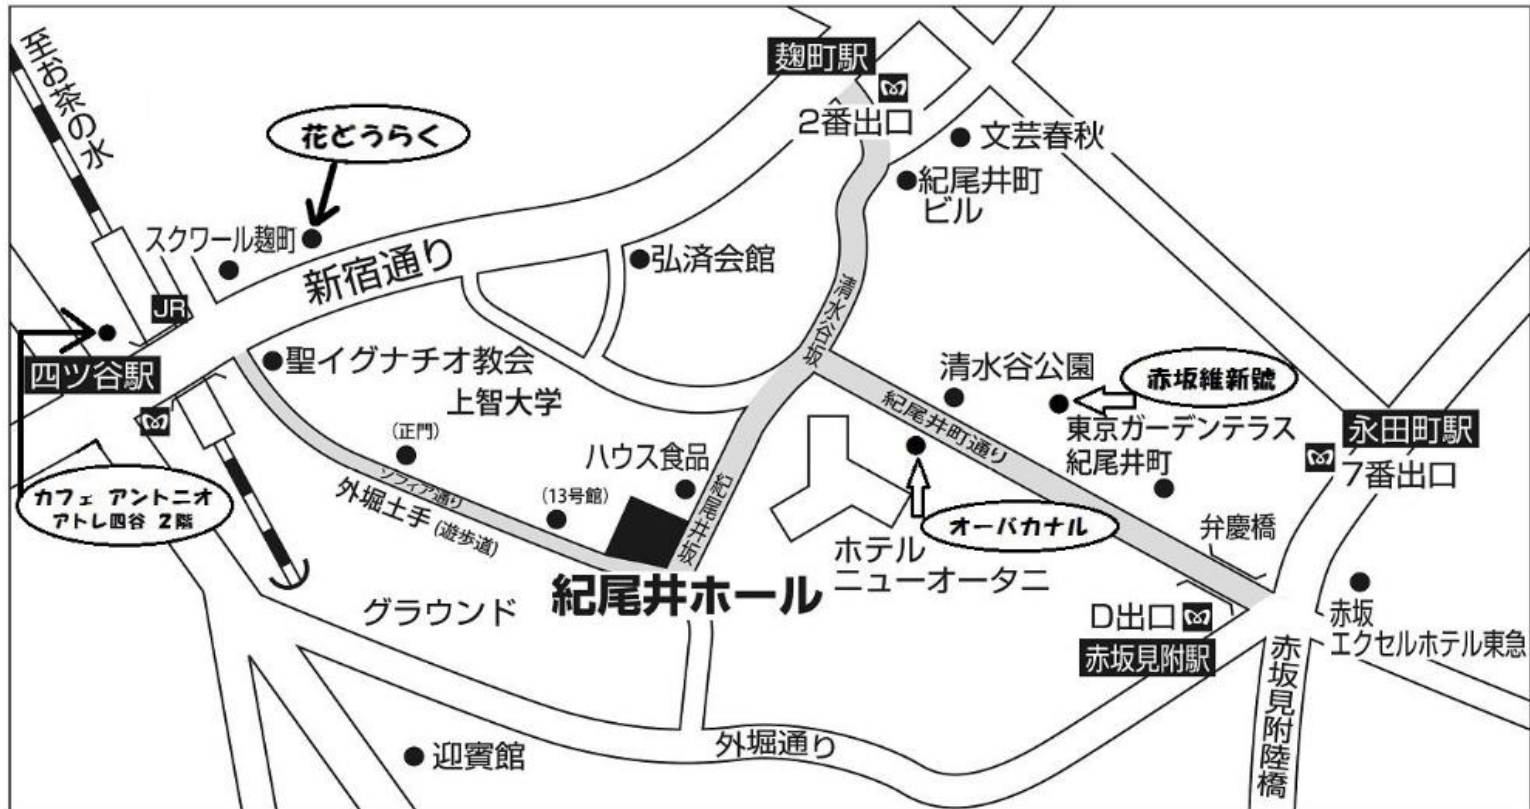 至お茶の水
麹町駅
2番出口
花どうらく
文芸春秋
紀尾井町
ビル
スクワール麹町
新宿通り
弘済会館
清水谷坂
JR
四ツ谷駅
聖イグナチオ教会
上智大学
清水谷公園
赤坂維新號
紀尾井町通り
東京ガーデンテラス
紀尾井町
永田町駅
7番出口
(正門)
ソフィア通り
外堀土手(遊歩道)
ハウス食品
(13号館)
紀尾井坂
カフェ アントニオ
アトレ四谷 2階
オーバカナル
弁慶橋
ホテル
ニューオータニ
紀尾井ホール
グラウンド
D出口
赤坂見附駅
赤坂
エクセルホテル東急
赤坂見附陸橋
外堀通り
迎賓館